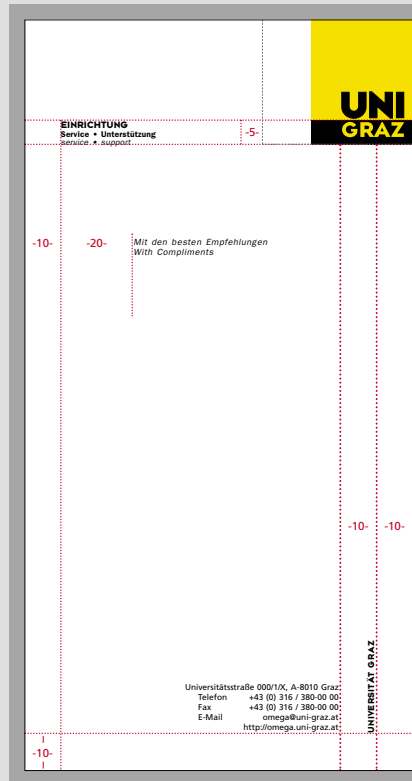 UNI
GRAZ
EINRICHTUNG
Service • Unterstützung
service • support
-5-
-10-
-20-
Mit den besten Empfehlungen
With Compliments
-10-
-10-
UNIVERSITÄT GRAZ
Universitätsstraße 000/1/X, A-8010 Graz
Telefon +43 (0) 316 / 380-00 00
Fax +43 (0) 316 / 380-00 00
E-Mail omega@uni-graz.at
http://omega.uni-graz.at
-10-